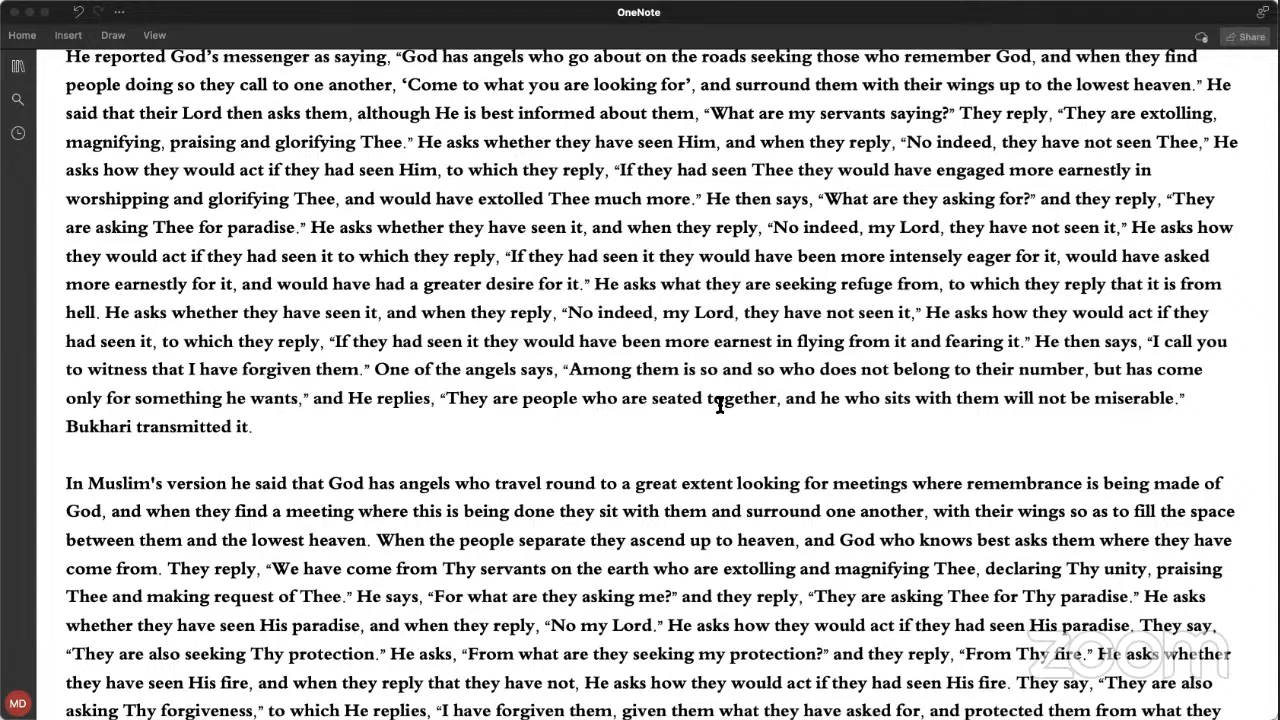 OneNote
Home Insert Draw View Share
He reported God's messenger as saying, “God has angels who go about on the roads seeking those who remember God, and when they find
people doing so they call to one another, ‘Come to what you are looking for’, and surround them with their wings up to the lowest heaven.” He
said that their Lord then asks them, although He is best informed about them, “What are my servants saying?” They reply, “They are extolling,
magnifying, praising and glorifying Thee.” He asks whether they have seen Him, and when they reply, “No indeed, they have not seen Thee,” He
asks how they would act if they had seen Him, to which they reply, “If they had seen Thee they would have engaged more earnestly in
worshipping and glorifying Thee, and would have extolled Thee much more.” He then says, “What are they asking for?” and they reply, “They
are asking Thee for paradise.” He asks whether they have seen it, and when they reply, “No indeed, my Lord, they have not seen it,” He asks how
they would act if they had seen it to which they reply, “If they had seen it they would have been more intensely eager for it, would have asked
more earnestly for it, and would have had a greater desire for it.” He asks what they are seeking refuge from, to which they reply that it is from
hell. He asks whether they have seen it, and when they reply, “No indeed, my Lord, they have not seen it,” He asks how they would act if they
had seen it, to which they reply, “If they had seen it they would have been more earnest in flying from it and fearing it.” He then says, “I call you
to witness that I have forgiven them.” One of the angels says, “Among them is so and so who does not belong to their number, but has come
only for something he wants,” and He replies, “They are people who are seated together, and he who sits with them will not be miserable.”
Bukhari transmitted it.
In Muslim's version he said that God has angels who travel round to a great extent looking for meetings where remembrance is being made of
God, and when they find a meeting where this is being done they sit with them and surround one another, with their wings so as to fill the space
between them and the lowest heaven. When the people separate they ascend up to heaven, and God who knows best asks them where they have
come from. They reply, “We have come from Thy servants on the earth who are extolling and magnifying Thee, declaring Thy unity, praising
Thee and making request of Thee.” He says, “For what are they asking me?” and they reply, “They are asking Thee for Thy paradise.” He asks
whether they have seen His paradise, and when they reply, “No my Lord.” He asks how they would act if they had seen His paradise. They say,
“They are also seeking Thy protection.” He asks, “From what are they seeking my protection?” and they reply, “From Thy fire.” He asks whether
they have seen His fire, and when they reply that they have not, He asks how they would act if they had seen His fire. They say, “They are also
asking Thy forgiveness,” to which He replies, “I have forgiven them, given them what they have asked for, and protected them from what they
MD
zoom